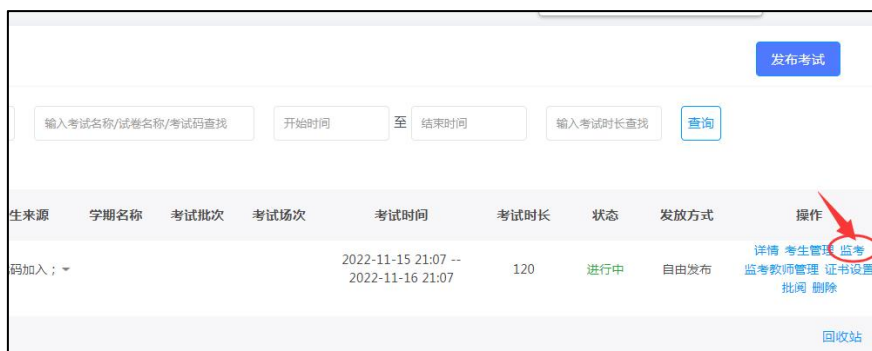 发布考试
输入考试名称/试卷名称/考试码查找 开始时间 至 结束时间 输入考试时长查找 查询
生来源 学期名称 考试批次 考试场次 考试时间 考试时长 状态 发放方式 操作
码加入； 2022-11-15 21:07 --
2022-11-16 21:07 120 进行中 自由发布 详情 考生管理 监考
监考教师管理 证书设置
批阅 删除
回收站